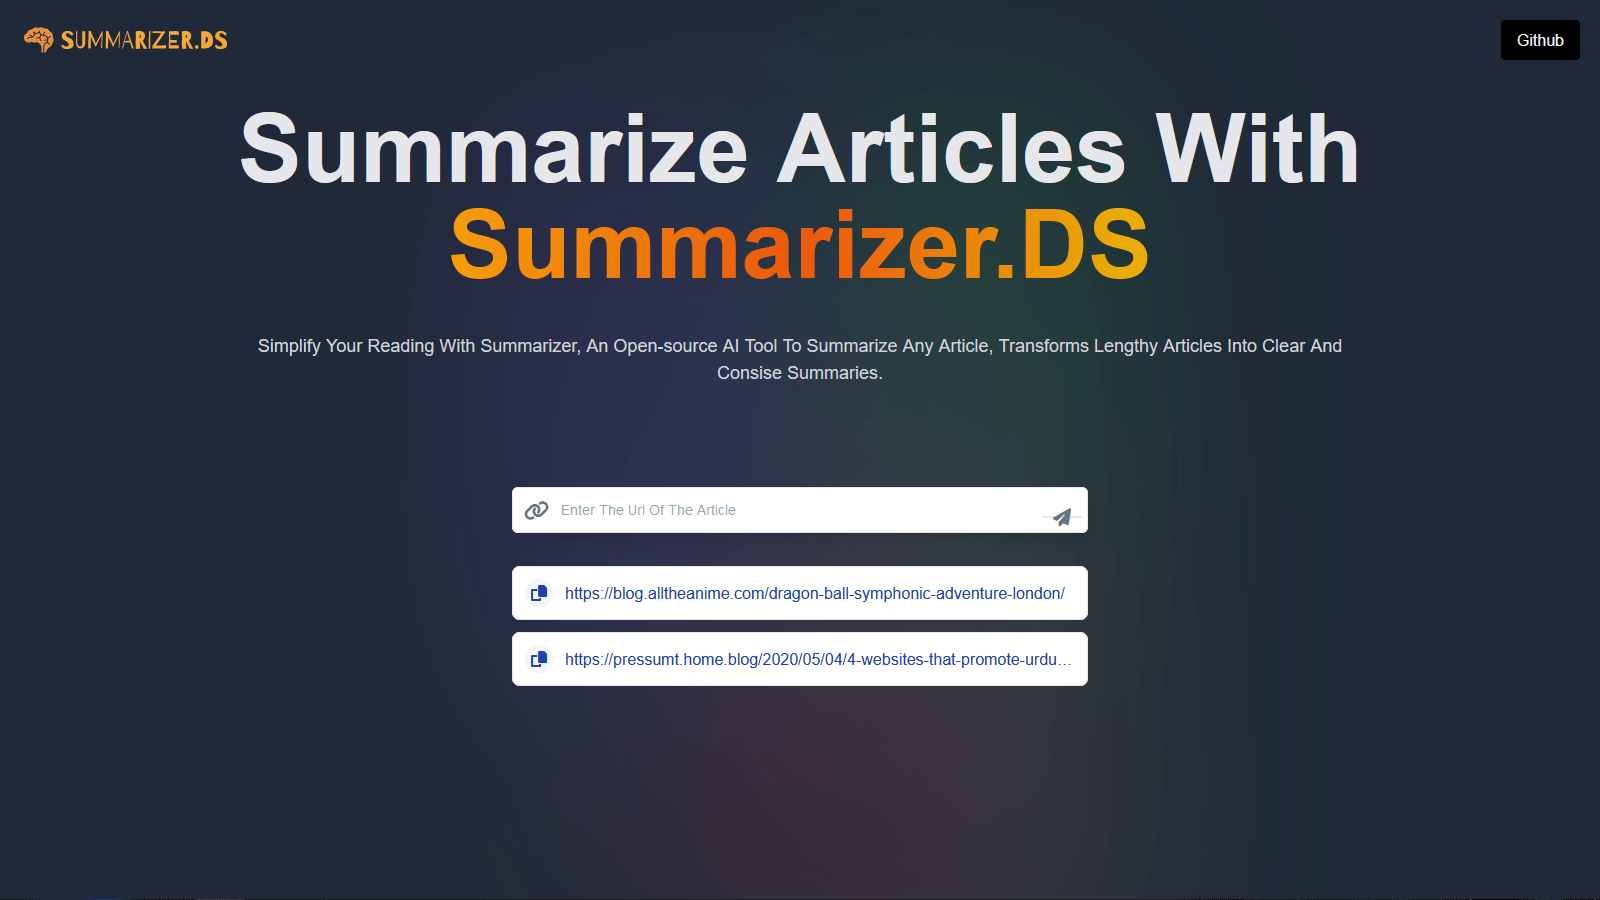 SUMMARIZER.DS
Github
Summarize Articles With
Summarizer.DS
Simplify Your Reading With Summarizer, An Open-source AI Tool To Summarize Any Article, Transforms Lengthy Articles Into Clear And
Consise Summaries.
Enter The Url Of The Article
https://blog.alltheanime.com/dragon-ball-symphonic-adventure-london/
https://pressumt.home.blog/2020/05/04/4-websites-that-promote-urdu…